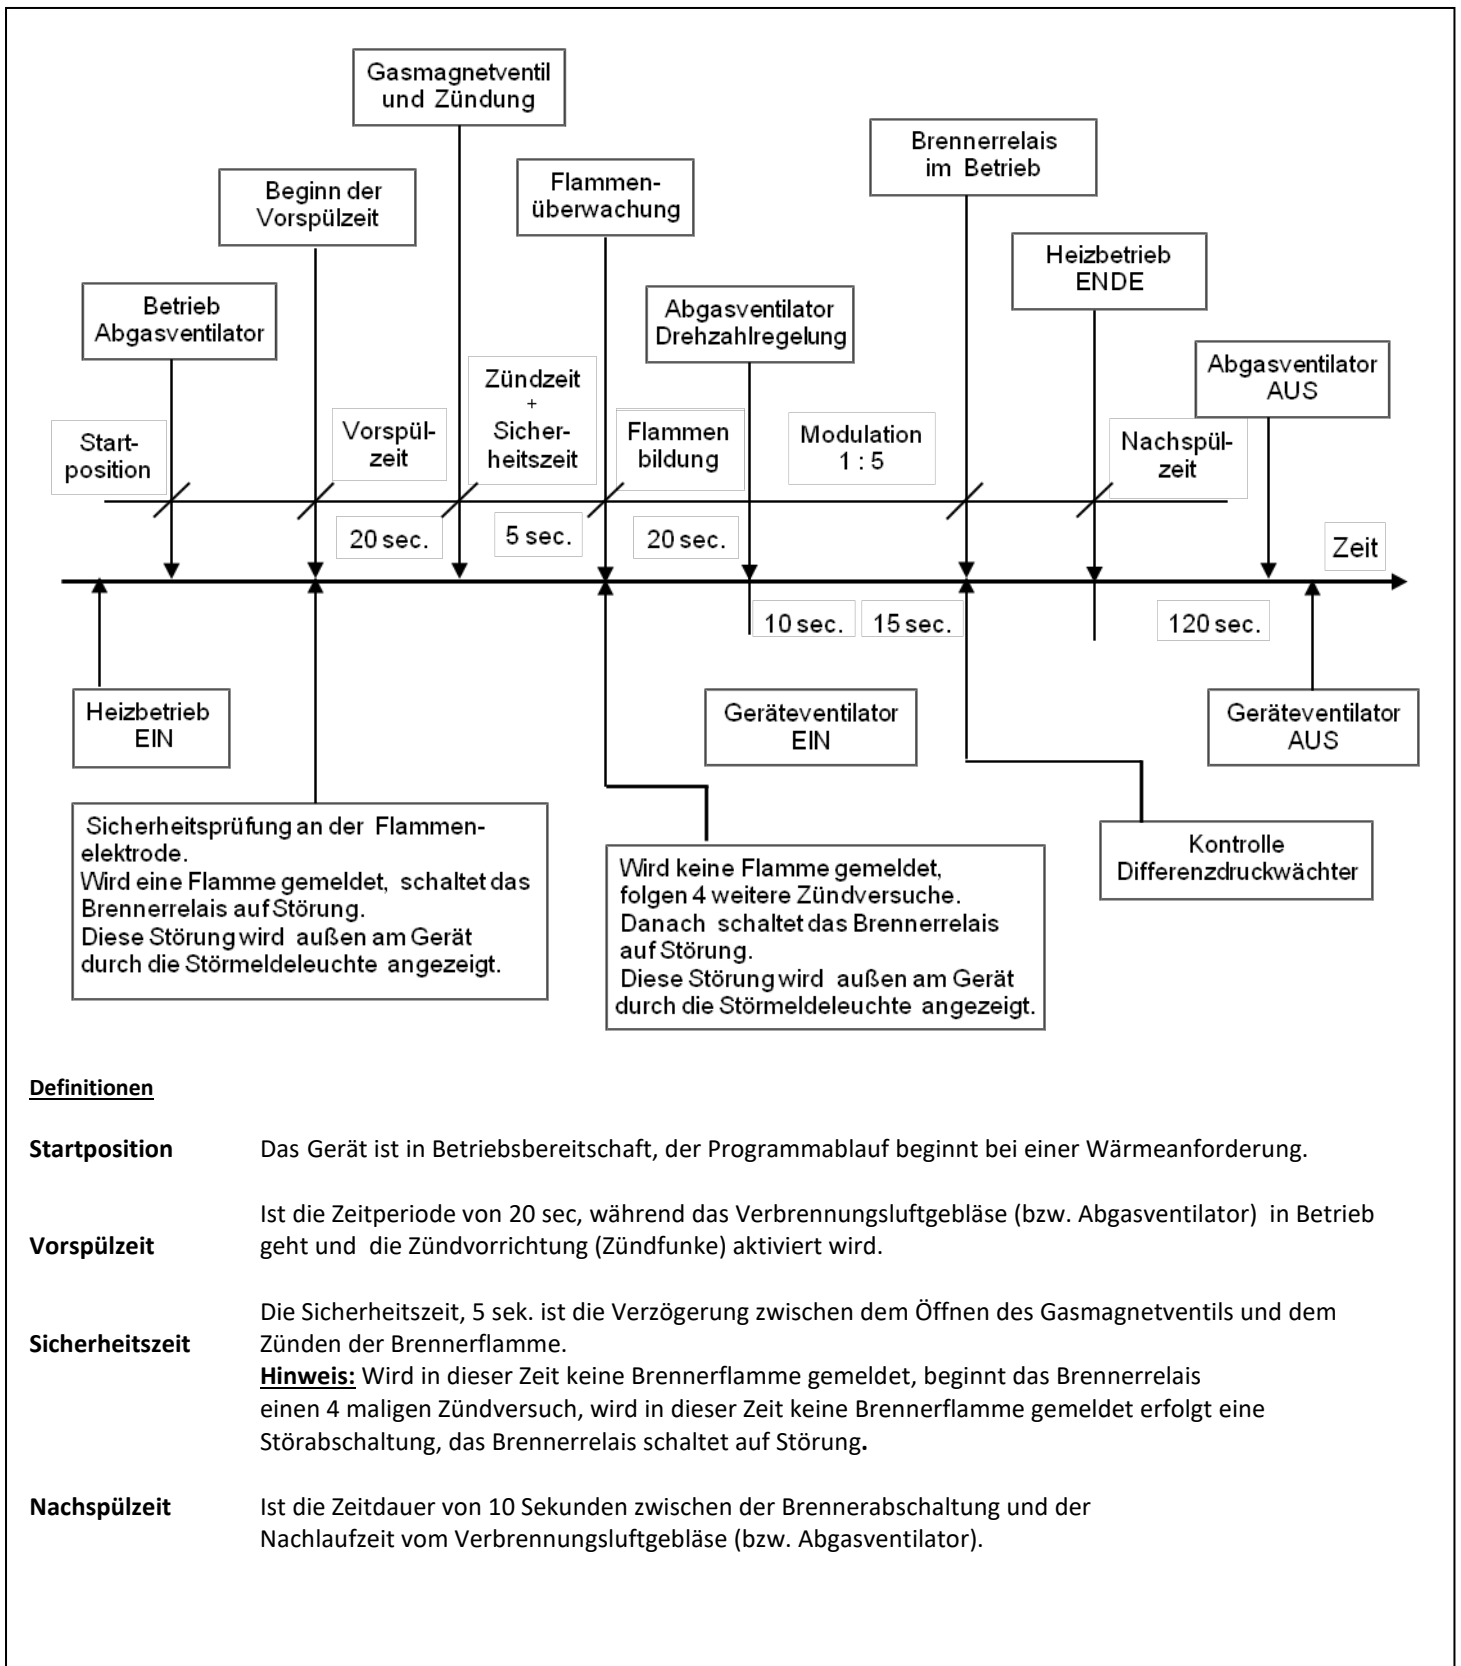 Gasmagnetventil
und Zündung
Brennerrelais
im Betrieb
Beginn der
Vorspülzeit
Flammen-
überwachung
Heizbetrieb
ENDE
Betrieb
Abgasventilator
Abgasventilator
Drehzahlregelung
Abgasventilator
AUS
Start-
position
Vorspül-
zeit
Zündzeit
+
Sicher-
heitszeit
Flammen
bildung
Modulation
1 : 5
Nachspül-
zeit
20 sec.
5 sec.
20 sec.
Zeit
10 sec.
15 sec.
120 sec.
Heizbetrieb
EIN
Geräteventilator
EIN
Geräteventilator
AUS
Sicherheitsprüfung an der Flammen-
elektrode.
Wird eine Flamme gemeldet, schaltet das
Brennerrelais auf Störung.
Diese Störung wird außen am Gerät
durch die Störmeldeleuchte angezeigt.
Wird keine Flamme gemeldet,
folgen 4 weitere Zündversuche.
Danach schaltet das Brennerrelais
auf Störung.
Diese Störung wird außen am Gerät
durch die Störmeldeleuchte angezeigt.
Kontrolle
Differenzdruckwächter
Definitionen
Startposition Das Gerät ist in Betriebsbereitschaft, der Programmablauf beginnt bei einer Wärmeanforderung.
Ist die Zeitperiode von 20 sec, während das Verbrennungsluftgebläse (bzw. Abgasventilator) in Betrieb
Vorspülzeit geht und die Zündvorrichtung (Zündfunke) aktiviert wird.
Die Sicherheitszeit, 5 sek. ist die Verzögerung zwischen dem Öffnen des Gasmagnetventils und dem
Sicherheitszeit Zünden der Brennerflamme.
Hinweis: Wird in dieser Zeit keine Brennerflamme gemeldet, beginnt das Brennerrelais
einen 4 maligen Zündversuch, wird in dieser Zeit keine Brennerflamme gemeldet erfolgt eine
Störabschaltung, das Brennerrelais schaltet auf Störung.
Nachspülzeit Ist die Zeitdauer von 10 Sekunden zwischen der Brennerabschaltung und der
Nachlaufzeit vom Verbrennungsluftgebläse (bzw. Abgasventilator).